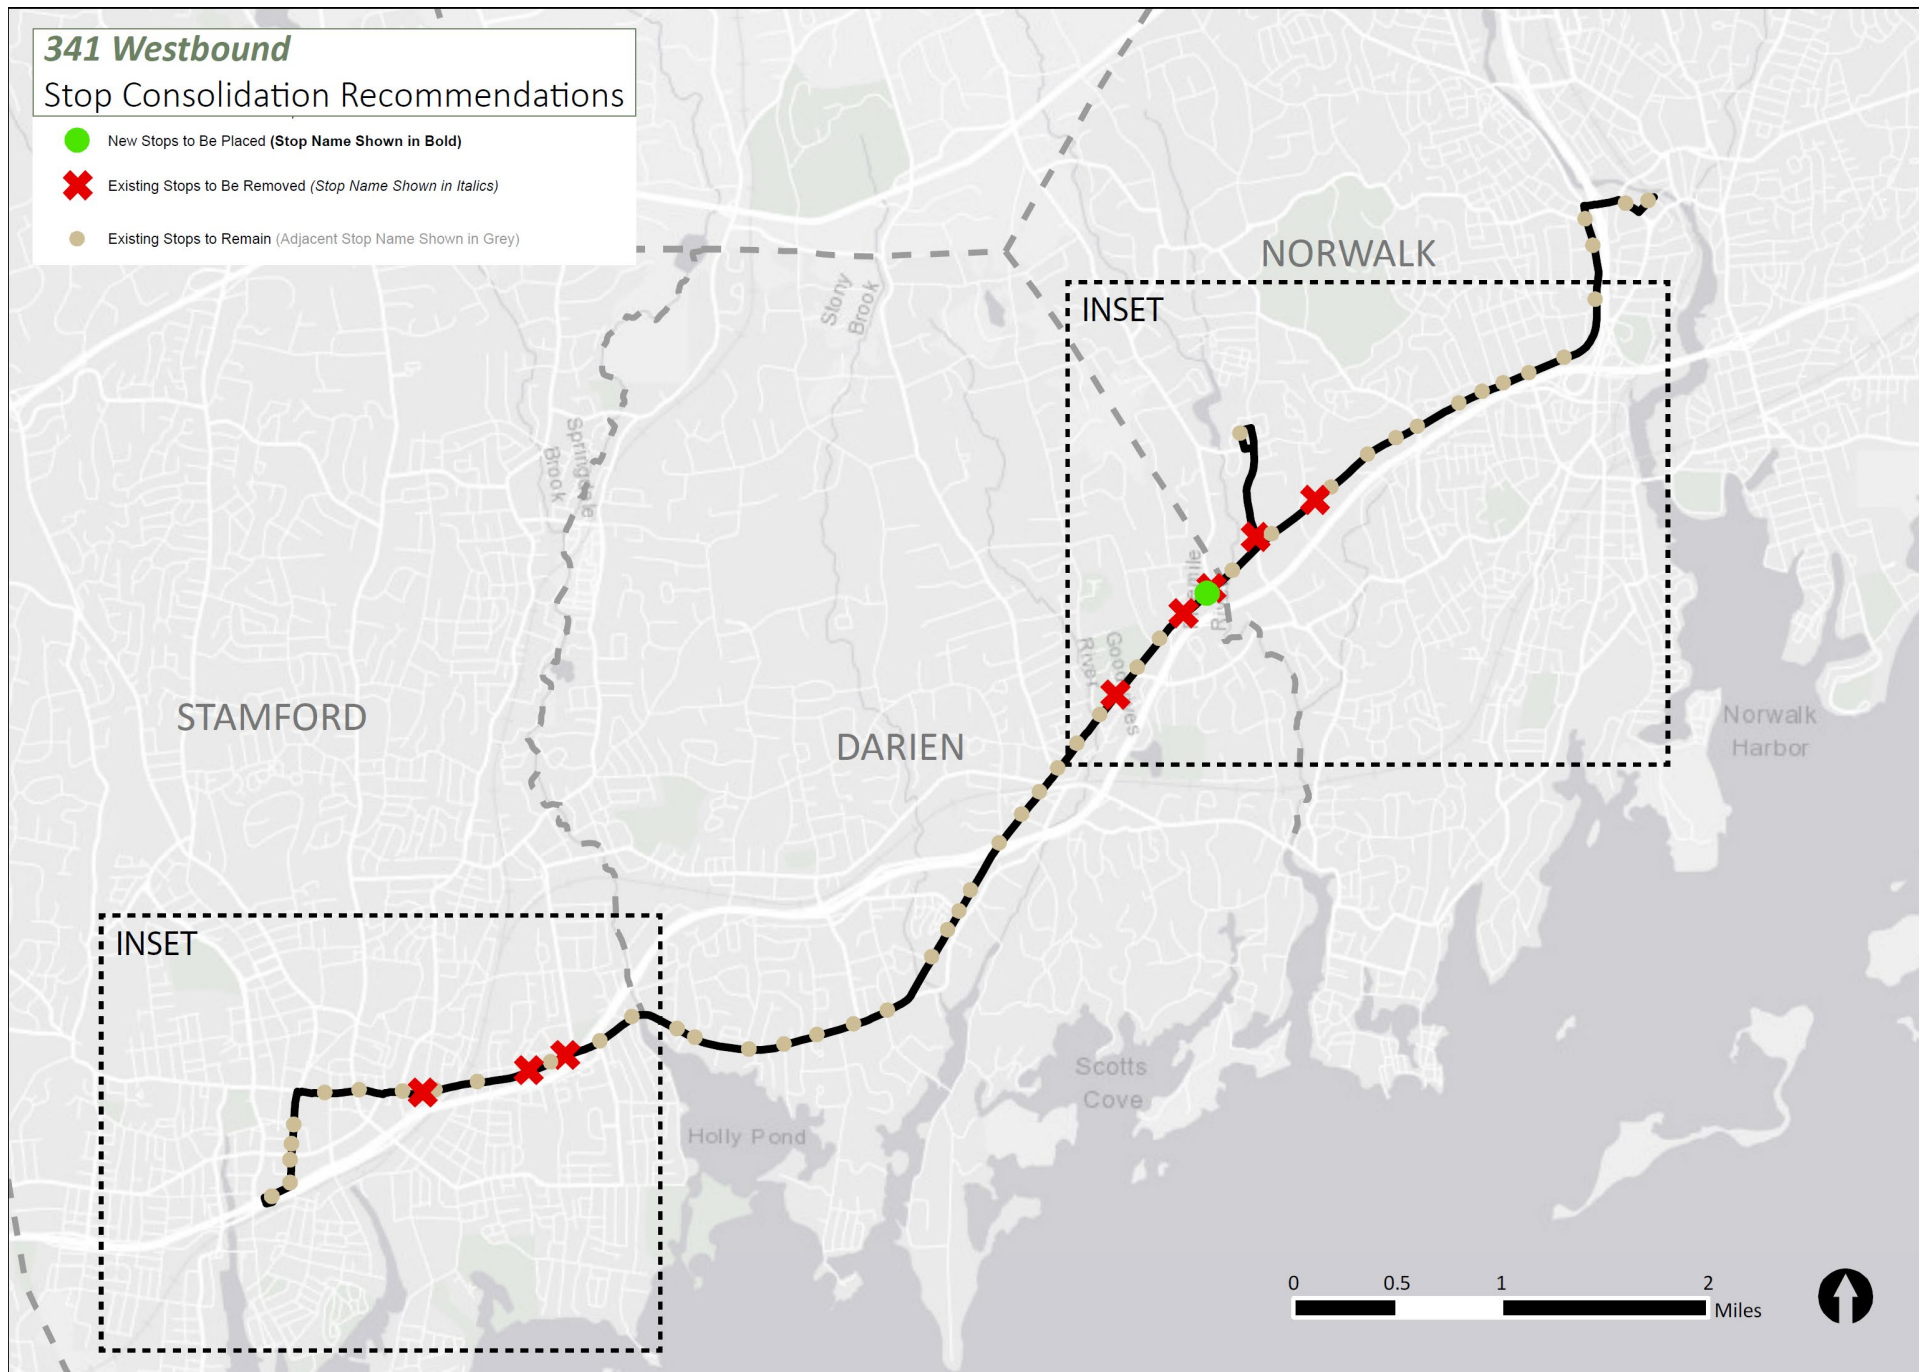 341 Westbound
Stop Consolidation Recommendations
New Stops to Be Placed (Stop Name Shown in Bold)
Existing Stops to Be Removed (Stop Name Shown in Italics)
Existing Stops to Remain (Adjacent Stop Name Shown in Grey)
NORWALK
INSET
Stony
Brook
Springdale
Brook
STAMFORD
DARIEN
River
Norwalk
Harbor
INSET
Scotts
Cove
Holly Pond
0 0.5 1 2
Miles